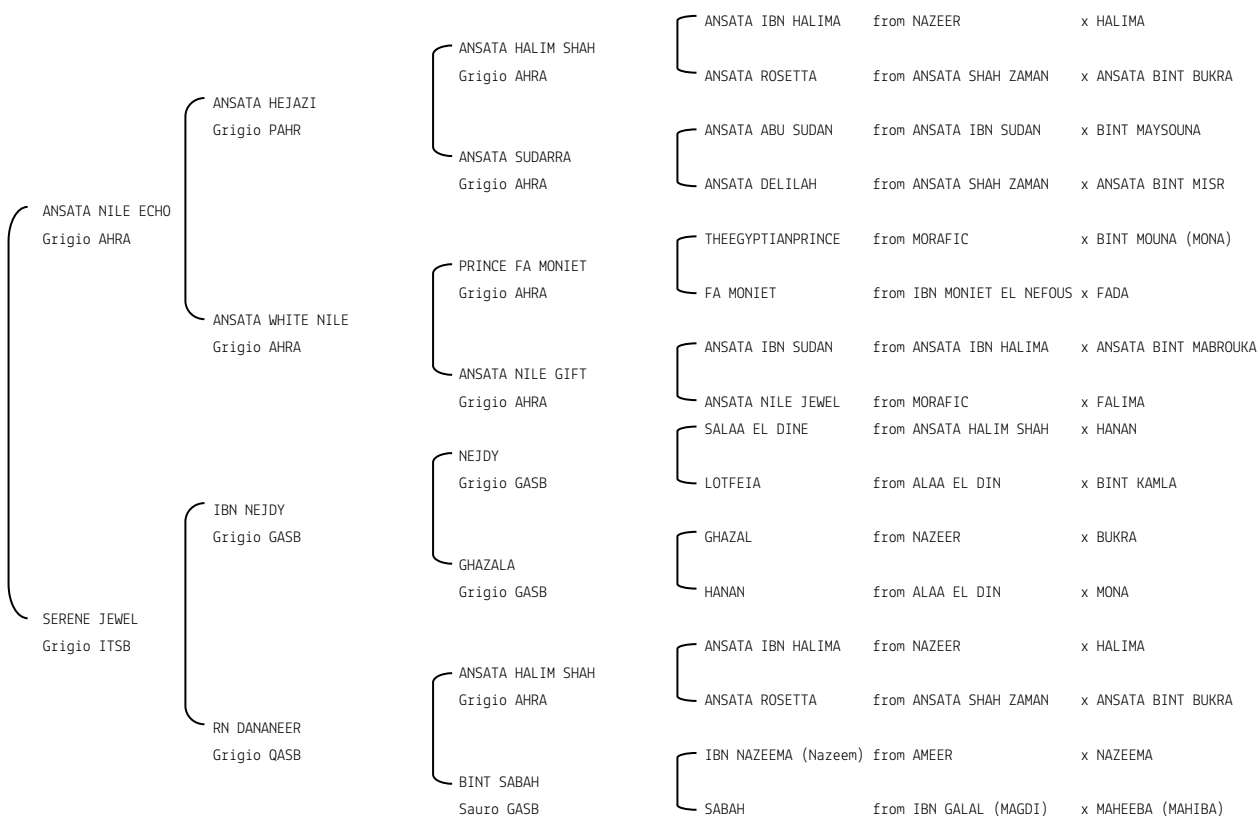 ANSATA IBN HALIMA from NAZEER x HALIMA
ANSATA HALIM SHAH
Grigio AHRA
ANSATA ROSETTA from ANSATA SHAH ZAMAN x ANSATA BINT BUKRA
ANSATA HEJAZI
Grigio PAHR
ANSATA ABU SUDAN from ANSATA IBN SUDAN x BINT MAYSOUNA
ANSATA SUDARRA
Grigio AHRA
ANSATA DELILAH from ANSATA SHAH ZAMAN x ANSATA BINT MISR
ANSATA NILE ECHO
Grigio AHRA
THEEGYPTIANPRINCE from MORAFIC x BINT MOUNA (MONA)
PRINCE FA MONIET
Grigio AHRA
FA MONIET from IBN MONIET EL NEFOUS x FADA
ANSATA WHITE NILE
Grigio AHRA
ANSATA IBN SUDAN from ANSATA IBN HALIMA x ANSATA BINT MABROUKA
ANSATA NILE GIFT
Grigio AHRA
ANSATA NILE JEWEL from MORAFIC x FALIMA
SALAA EL DINE from ANSATA HALIM SHAH x HANAN
NEJDY
Grigio GASB
LOTFEIA from ALAA EL DIN x BINT KAMLA
IBN NEJDY
Grigio GASB
GHAZAL from NAZEER x BUKRA
GHAZALA
Grigio GASB
HANAN from ALAA EL DIN x MONA
SERENE JEWEL
Grigio ITSB
ANSATA IBN HALIMA from NAZEER x HALIMA
ANSATA HALIM SHAH
Grigio AHRA
ANSATA ROSETTA from ANSATA SHAH ZAMAN x ANSATA BINT BUKRA
RN DANANEER
Grigio QASB
IBN NAZEEMA (Nazeem) from AMEER x NAZEEMA
BINT SABAH
Sauro GASB
SABAH from IBN GALAL (MAGDI) x MAHEEBA (MAHIBA)